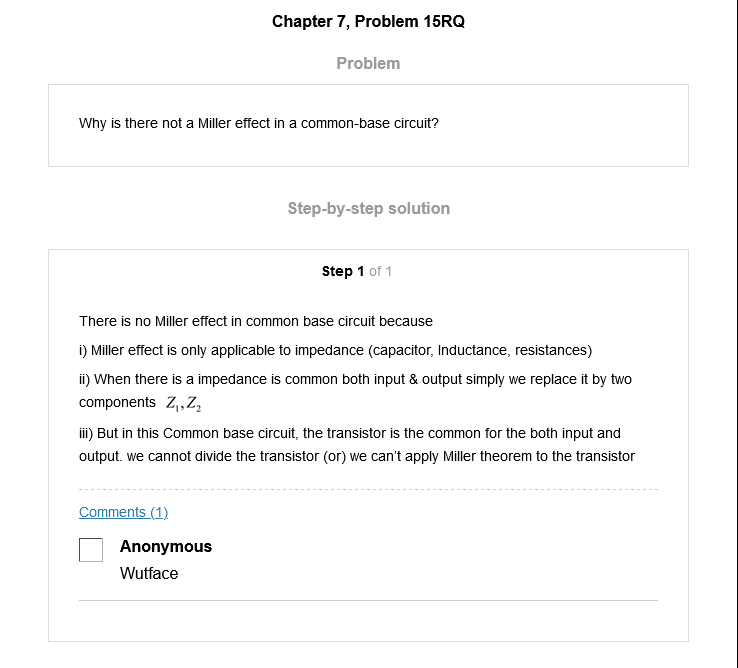 Chapter 7, Problem 15RQ
Problem
Why is there not a Miller effect in a common-base circuit?
Step-by-step solution
Step 1 of 1
There is no Miller effect in common base circuit because
i) Miller effect is only applicable to impedance (capacitor, Inductance, resistances)
ii) When there is a impedance is common both input & output simply we replace it by two
components Z₁,Z₂
iii) But in this Common base circuit, the transistor is the common for the both input and
output. we cannot divide the transistor (or) we can't apply Miller theorem to the transistor
Comments (1)
Anonymous
Wutface